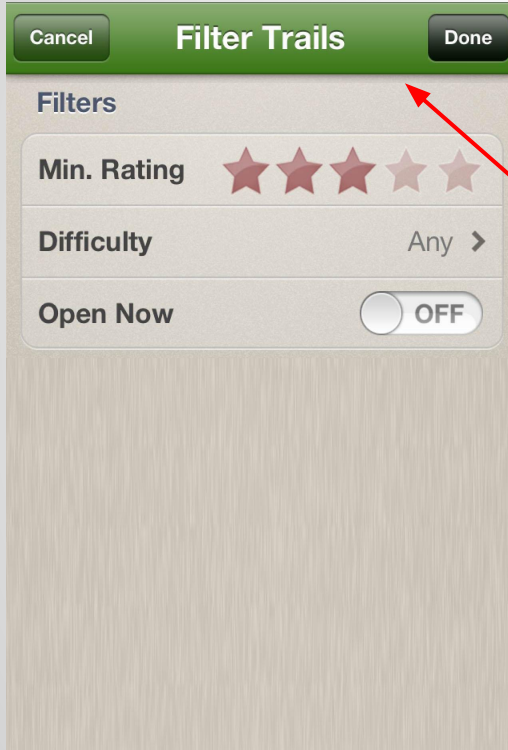 Cancel Filter Trails Done
Filters
Min. Rating
Difficulty Any
Open Now OFF